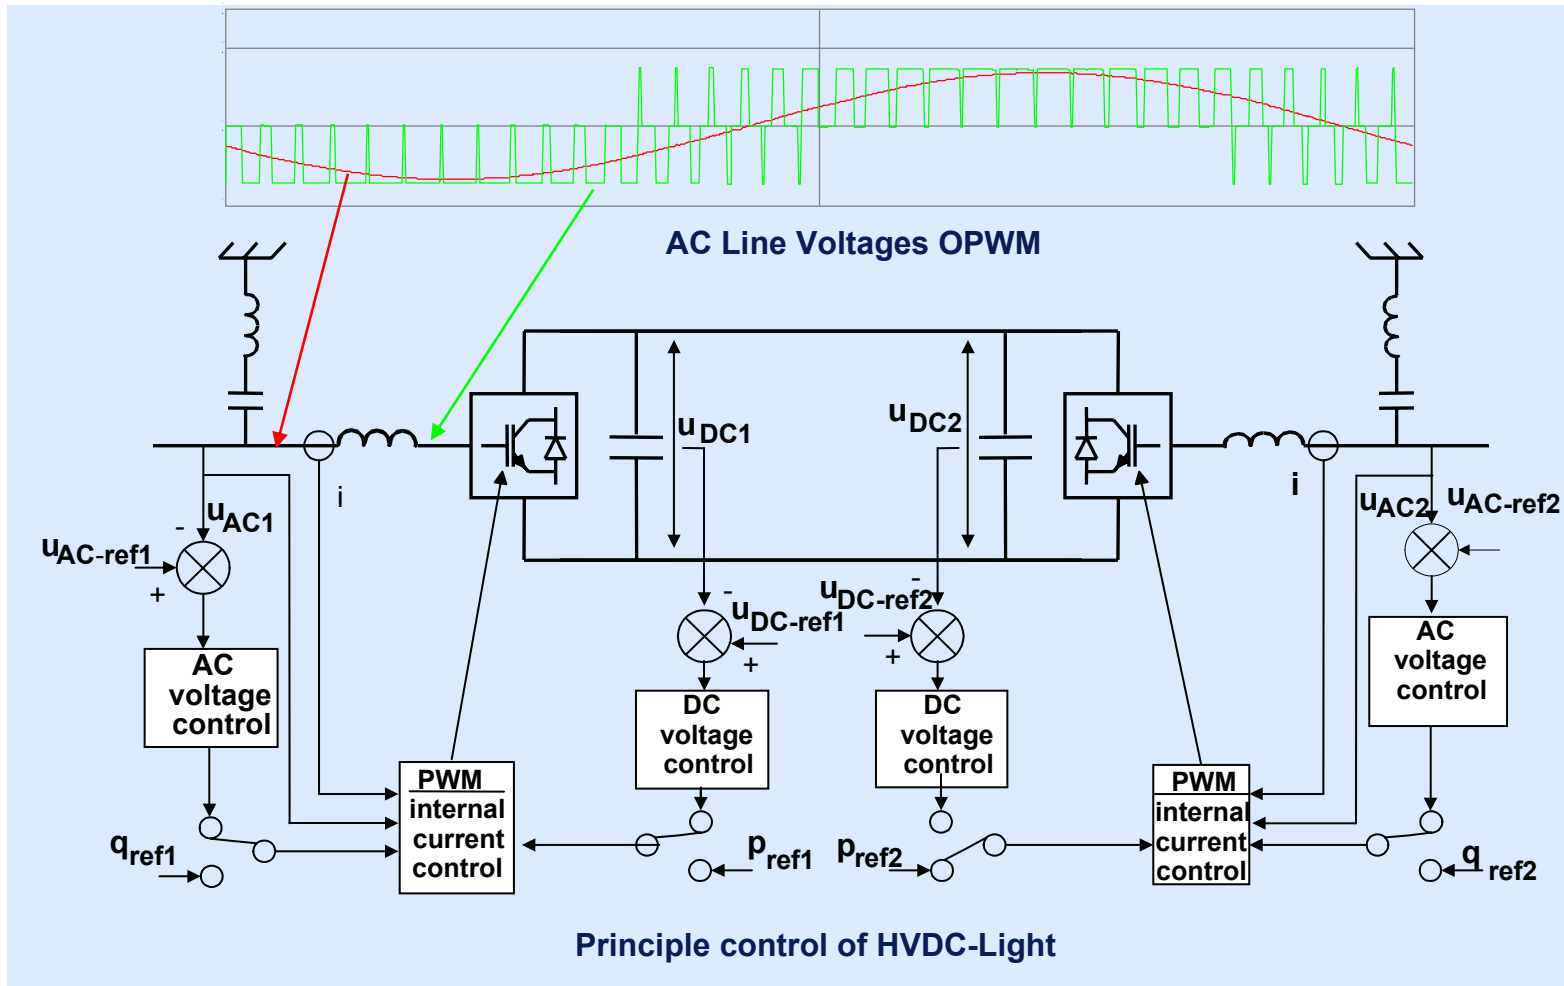 AC Line Voltages OPWM
uDC1
uDC2
i
i
uAC1
uAC2
uAC-ref2
-
uAC-ref1
+
-
uDC-ref1
+
-
uDC-ref2
+
AC
voltage
control
AC
voltage
control
DC
voltage
control
DC
voltage
control
PWM
internal
current
control
PWM
internal
current
control
qref1
pref1
pref2
q ref2
Principle control of HVDC-Light